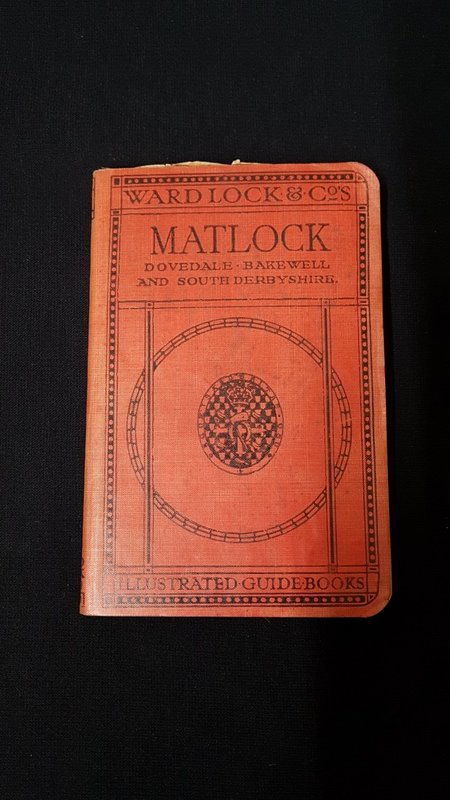 WARD LOCK & Co's
MATLOCK
DOVEDALE · BAKEWELL
AND SOUTH DERBYSHIRE.
ILLUSTRATED · GUIDE · BOOKS